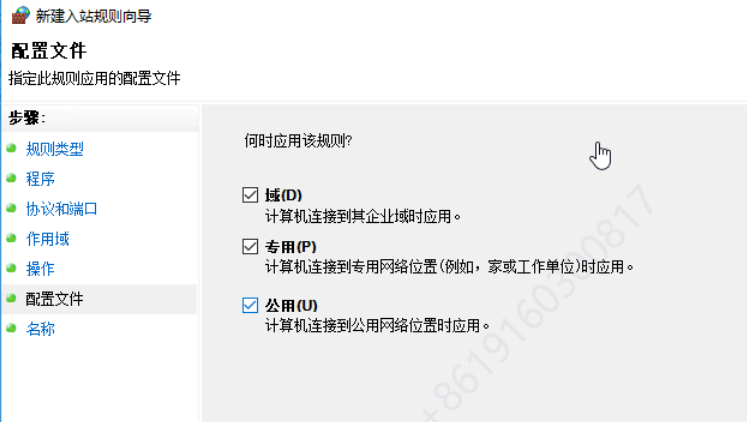 新建入站规则向导
配置文件
指定此规则应用的配置文件
步骤:
规则类型
程序
协议和端口
作用域
操作
配置文件
名称
何时应用该规则?
域(D)
计算机连接到其企业域时应用。
专用(P)
计算机连接到专用网络位置(例如，家或工作单位)时应用。
公用(U)
计算机连接到公用网络位置时应用。
+8619160300817